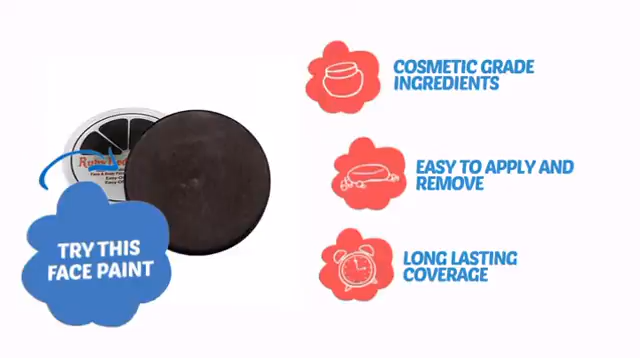 COSMETIC GRADE
INGREDIENTS
EASY TO APPLY AND
REMOVE
LONG LASTING
COVERAGE
TRY THIS
FACE PAINT